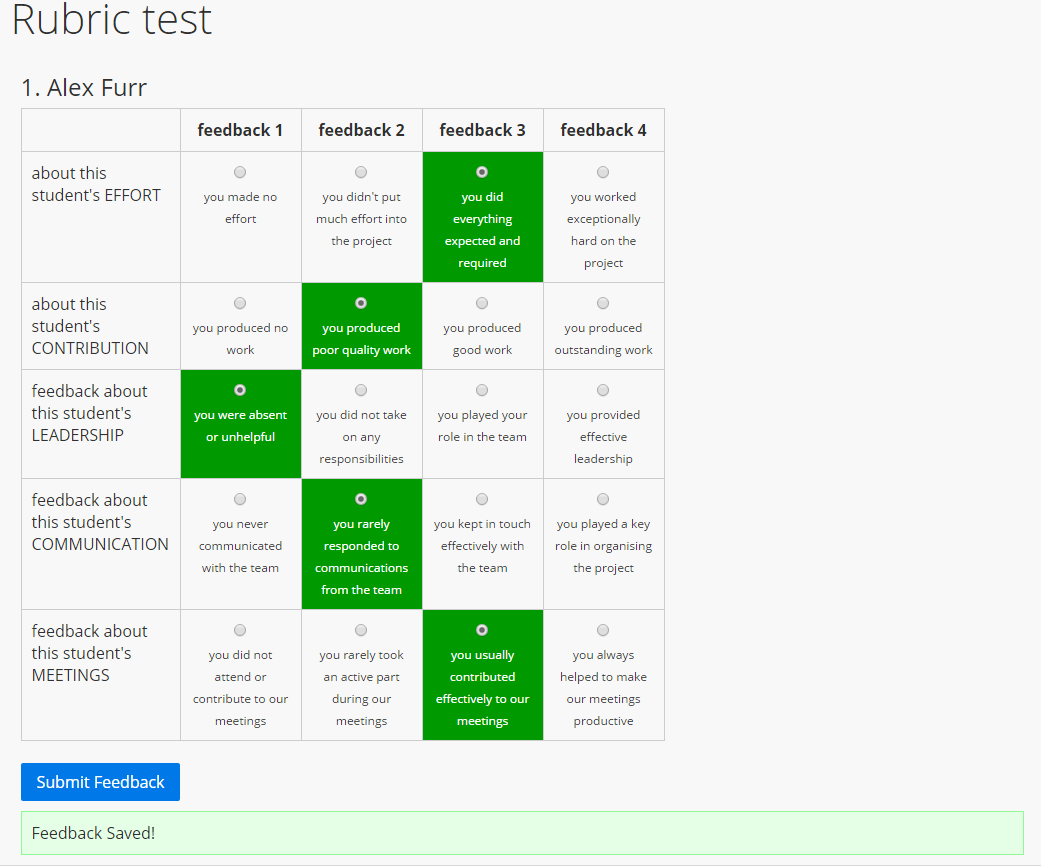 Rubric test
1. Alex Furr
feedback 1
feedback 2
feedback 3
feedback 4
about this
student's EFFORT
you made no
effort
you didn't put
much effort into
the project
you did
everything
expected and
required
you worked
exceptionally
hard on the
project
about this
student's
CONTRIBUTION
you produced no
work
you produced
poor quality work
you produced
good work
you produced
outstanding work
feedback about
this student's
LEADERSHIP
you were absent
or unhelpful
you did not take
on any
responsibilities
you played your
role in the team
you provided
effective
leadership
feedback about
this student's
COMMUNICATION
you never
communicated
with the team
you rarely
responded to
communications
from the team
you kept in touch
effectively with
the team
you played a key
role in organising
the project
feedback about
this student's
MEETINGS
you did not
attend or
contribute to our
meetings
you rarely took
an active part
during our
meetings
you usually
contributed
effectively to our
meetings
you always
helped to make
our meetings
productive
Submit Feedback
Feedback Saved!